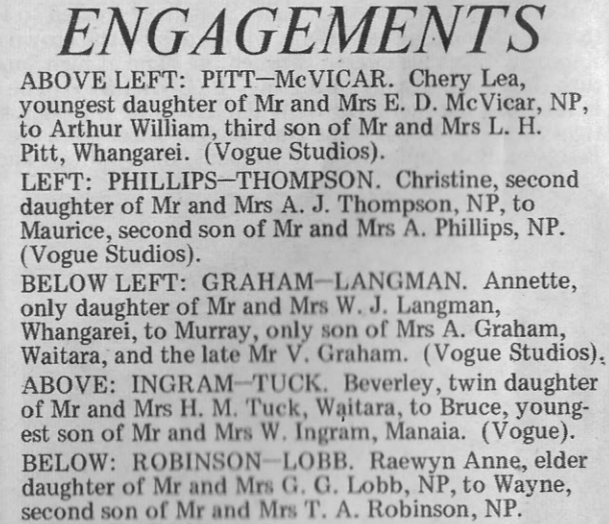 ENGAGEMENTS
ABOVE LEFT: PITT—McVICAR. Chery Lea,
youngest daughter of Mr and Mrs E. D. McVicar, NP,
to Arthur William, third son of Mr and Mrs L. H.
Pitt, Whangarei. (Vogue Studios).
LEFT: PHILLIPS—THOMPSON. Christine, second
daughter of Mr and Mrs A. J. Thompson, NP, to
Maurice, second son of Mr and Mrs A. Phillips, NP.
(Vogue Studios).
BELOW LEFT: GRAHAM—LANGMAN. Annette,
only daughter of Mr and Mrs W. J. Langman,
Whangarei, to Murray, only son of Mrs A. Graham,
Waitara, and the late Mr V. Graham. (Vogue Studios).
ABOVE: INGRAM—TUCK. Beverley, twin daughter
of Mr and Mrs H. M. Tuck, Waitara, to Bruce, young-
est son of Mr and Mrs W. Ingram, Manaia. (Vogue).
BELOW: ROBINSON—LOBB. Raewyn Anne, elder
daughter of Mr and Mrs G. G. Lobb, NP, to Wayne,
second son of Mr and Mrs T. A. Robinson, NP.